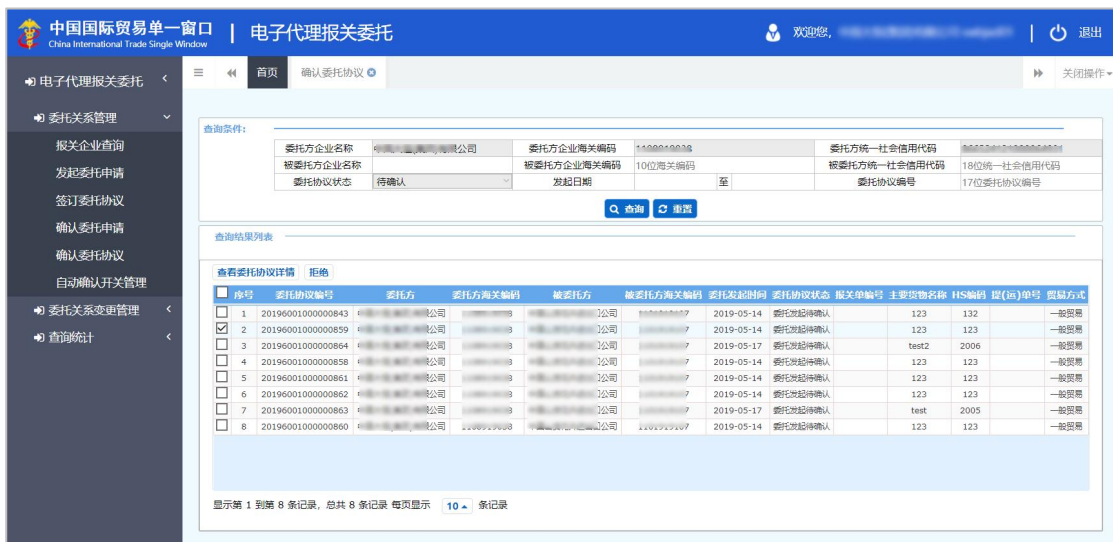 中国国际贸易单一窗口 | 电子代理报关委托 欢迎您, | 退出
China International Trade Single Window
电子代理报关委托 首页 确认委托协议 关闭操作
委托关系管理
报关企业查询
发起委托申请
签订委托协议
确认委托申请
确认委托协议
自动确认开关管理
委托关系变更管理
查询统计
查询条件:
委托方企业名称 公司 委托方企业海关编码 委托方统一社会信用代码
被委托方企业名称 被委托方企业海关编码 10位海关编码 被委托方统一社会信用代码 18位统一社会信用代码
委托协议状态 待确认 发起日期 至 委托协议编号 17位委托协议编号
查询 重置
查询结果列表
查看委托协议详情 拒绝
序号 委托协议编号 委托方 委托方海关编码 被委托方 被委托方海关编码 委托发起时间 委托协议状态 报关单编号 主要货物名称 HS编码 提(运)单号 贸易方式
1 20196001000000843 公司 公司 2019-05-14 委托发起待确认 123 132 一般贸易
2 20196001000000859 公司 公司 2019-05-14 委托发起待确认 123 123 一般贸易
3 20196001000000864 公司 公司 2019-05-17 委托发起待确认 test2 2006 一般贸易
4 20196001000000858 公司 公司 2019-05-14 委托发起待确认 123 123 一般贸易
5 20196001000000861 公司 公司 2019-05-14 委托发起待确认 123 123 一般贸易
6 20196001000000862 公司 公司 2019-05-14 委托发起待确认 123 123 一般贸易
7 20196001000000863 公司 公司 2019-05-17 委托发起待确认 test 2005 一般贸易
8 20196001000000860 公司 公司 2019-05-14 委托发起待确认 123 123 一般贸易
显示第 1 到第 8 条记录, 总共 8 条记录 每页显示 10 条记录